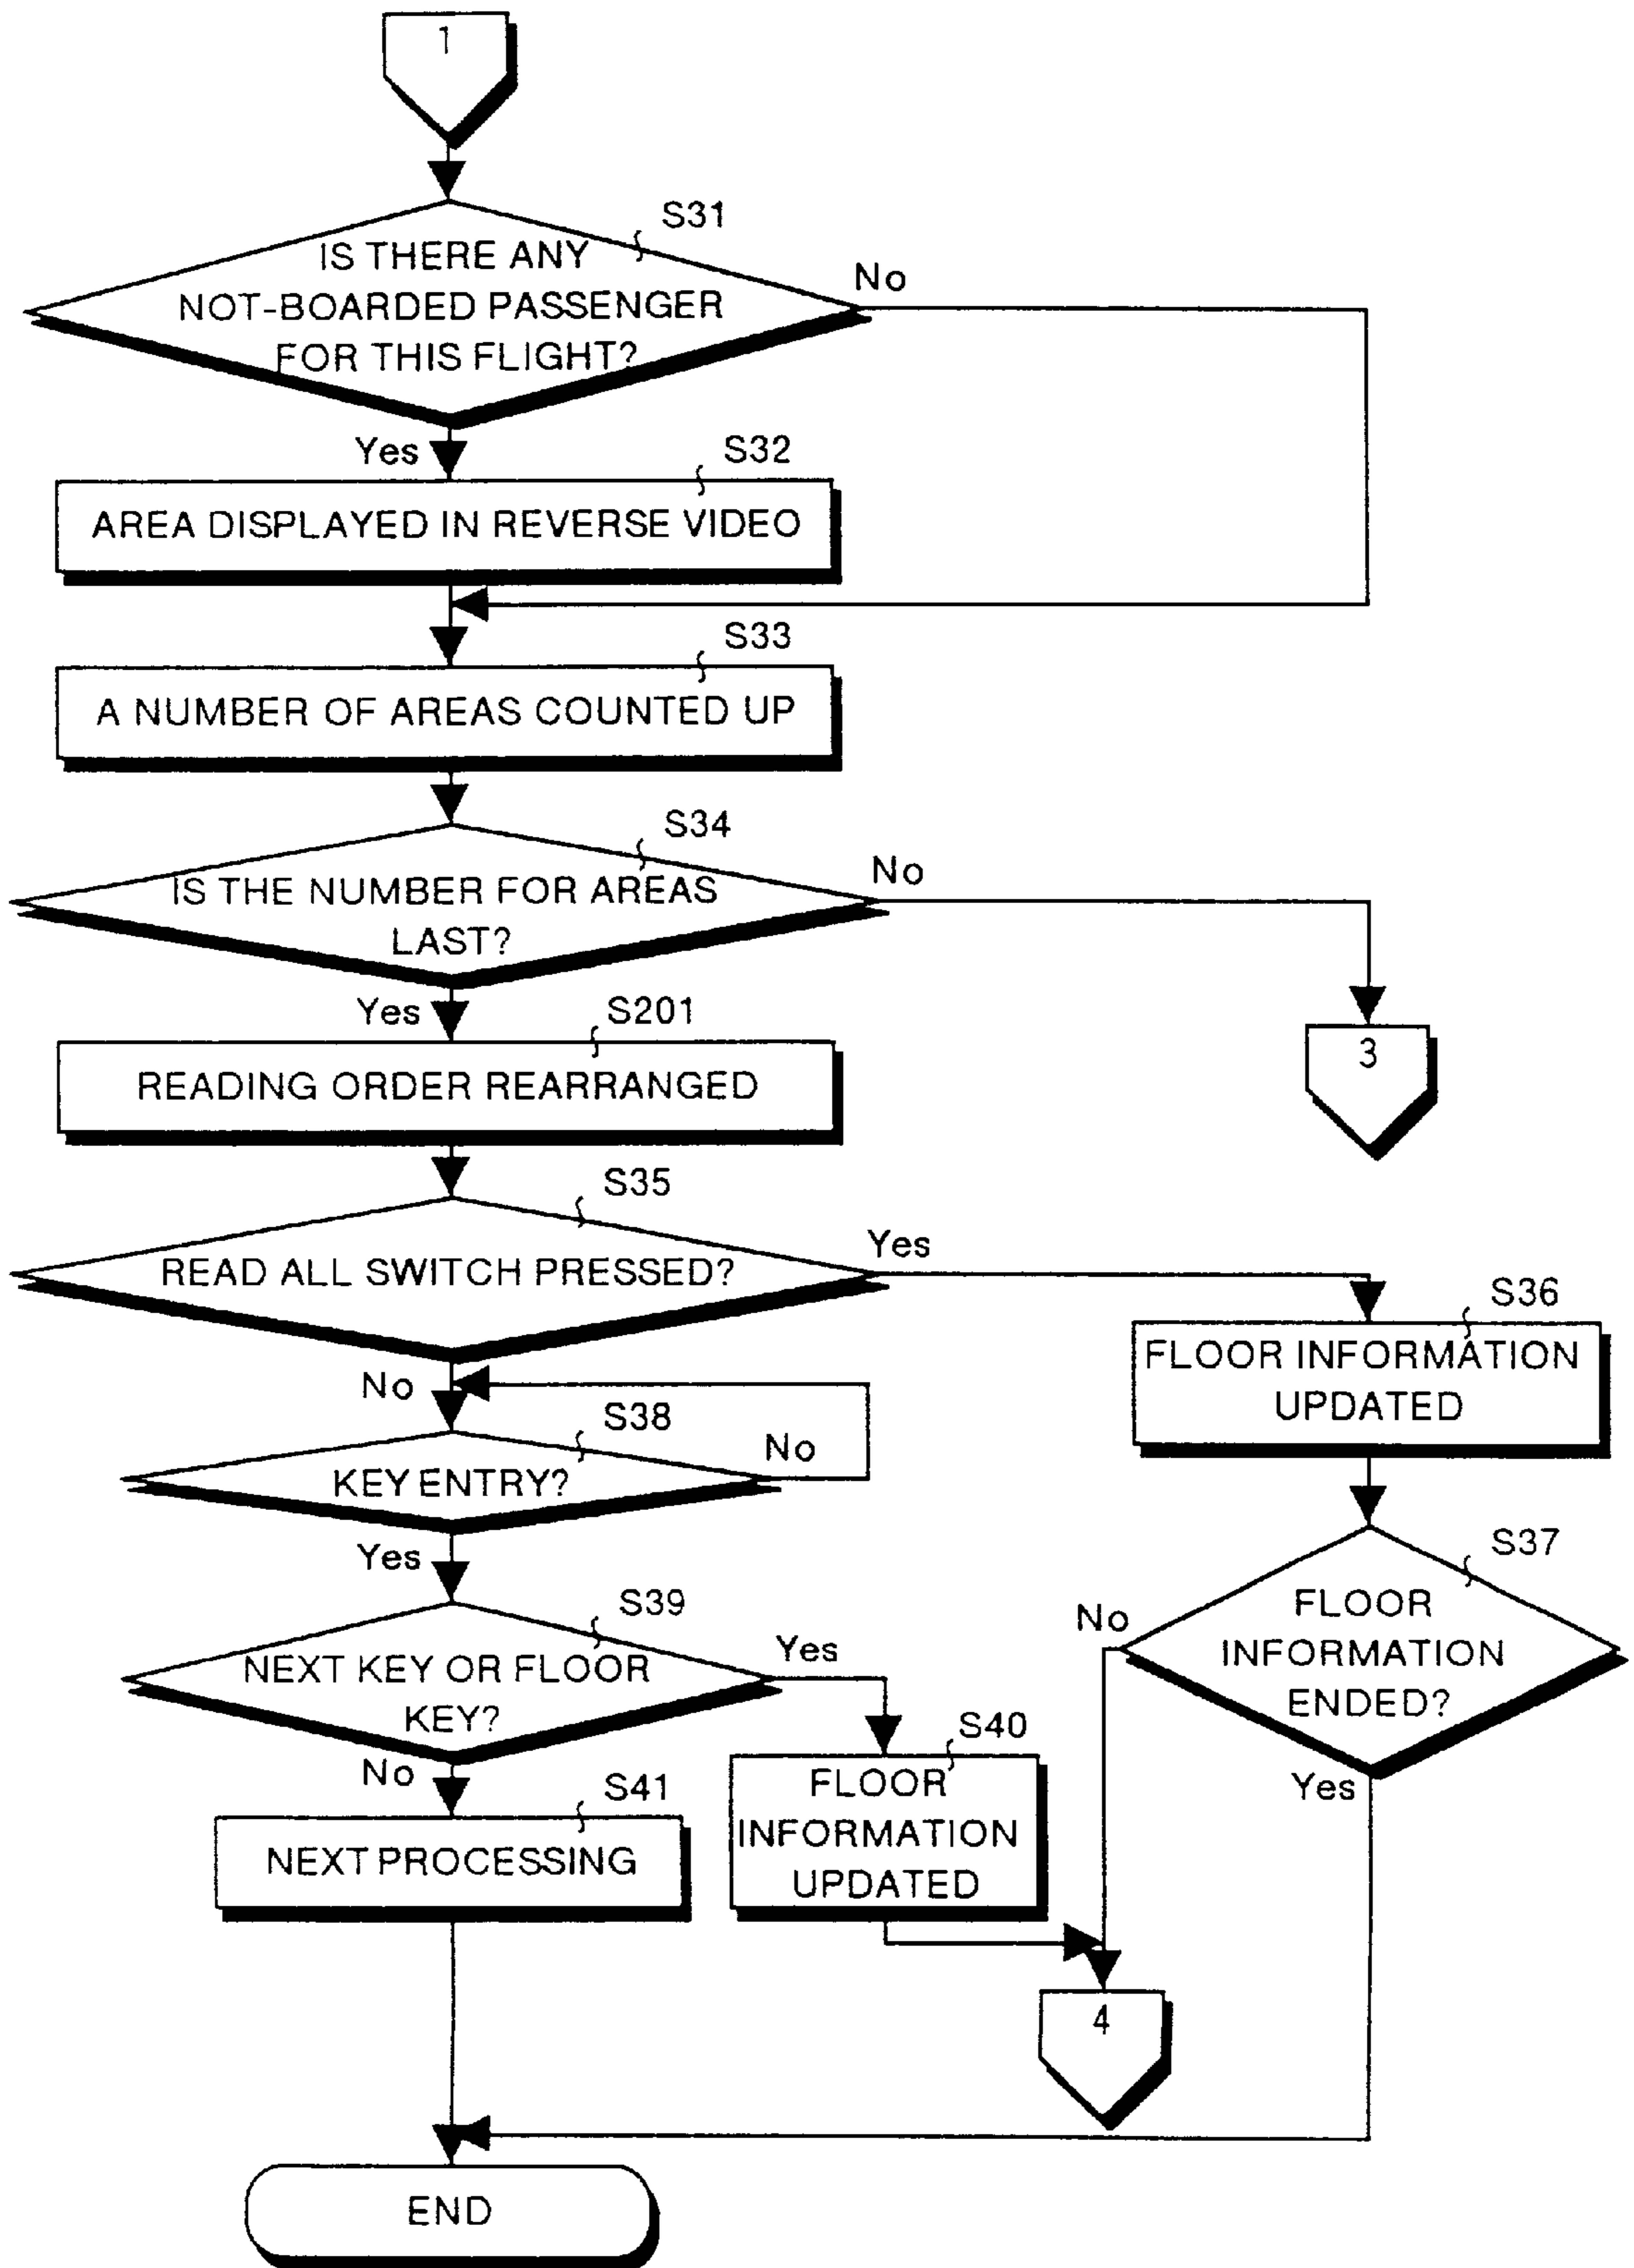 1
S31
IS THERE ANY
NOT-BOARDED PASSENGER
FOR THIS FLIGHT?
No
Yes
S32
AREA DISPLAYED IN REVERSE VIDEO
S33
A NUMBER OF AREAS COUNTED UP
S34
IS THE NUMBER FOR AREAS
LAST?
No
3
Yes
S201
READING ORDER REARRANGED
S35
READ ALL SWITCH PRESSED?
Yes
S36
FLOOR INFORMATION
UPDATED
No
S38
KEY ENTRY?
No
S37
FLOOR
INFORMATION
ENDED?
No
Yes
Yes
S39
NEXT KEY OR FLOOR
KEY?
Yes
S40
FLOOR
INFORMATION
UPDATED
No
S41
NEXT PROCESSING
4
END